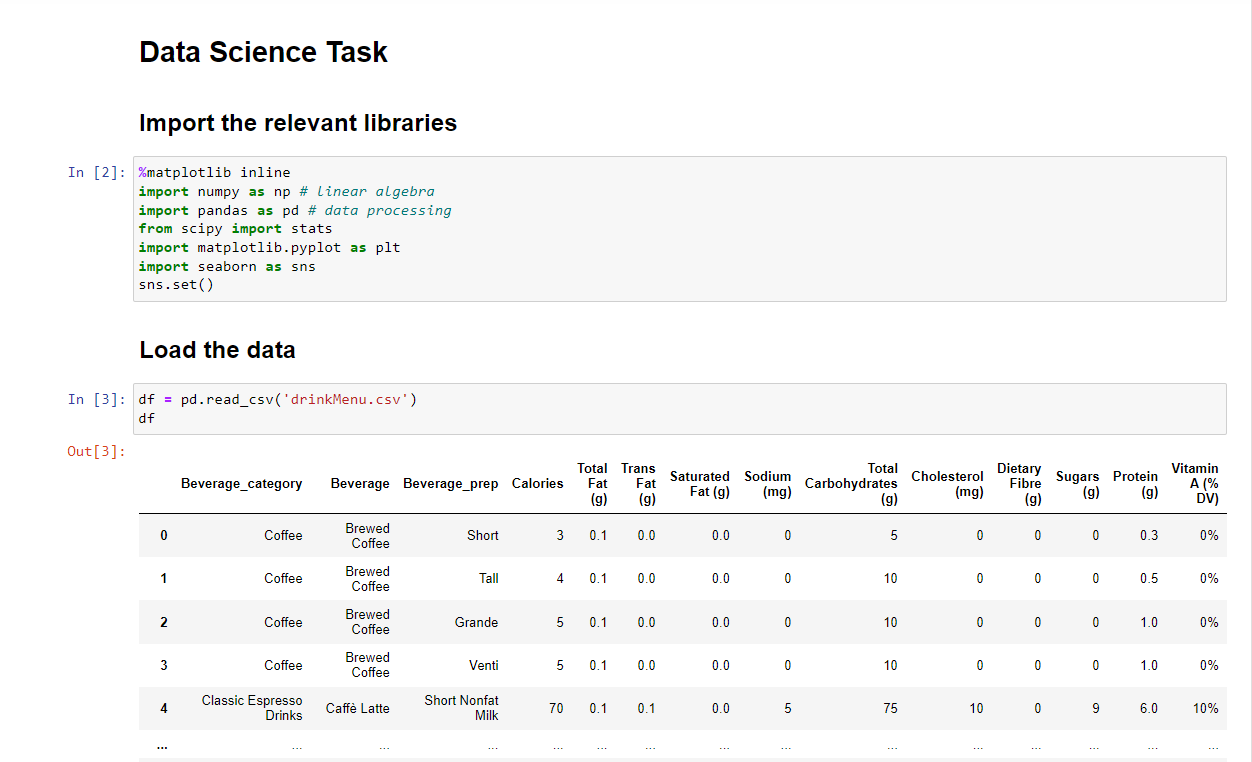 Data Science Task
Import the relevant libraries
In [2]:
%matplotlib inline
import numpy as np # linear algebra
import pandas as pd # data processing
from scipy import stats
import matplotlib.pyplot as plt
import seaborn as sns
sns.set()
Load the data
In [3]:
df = pd.read_csv('drinkMenu.csv')
df
Out[3]:
Beverage_category Beverage Beverage_prep Calories Total Fat (g) Trans Fat (g) Saturated Fat (g) Sodium (mg) Total Carbohydrates (g) Cholesterol (mg) Dietary Fibre (g) Sugars (g) Protein (g) Vitamin A (% DV)
0 Coffee Brewed Coffee Short 3 0.1 0.0 0.0 0 5 0 0 0 0.3 0%
1 Coffee Brewed Coffee Tall 4 0.1 0.0 0.0 0 10 0 0 0 0.5 0%
2 Coffee Brewed Coffee Grande 5 0.1 0.0 0.0 0 10 0 0 0 1.0 0%
3 Coffee Brewed Coffee Venti 5 0.1 0.0 0.0 0 10 0 0 0 1.0 0%
4 Classic Espresso Drinks Caffè Latte Short Nonfat Milk 70 0.1 0.1 0.0 5 75 10 0 9 6.0 10%
... ... ... ... ... ... ... ... ... ... ... ... ... ... ...